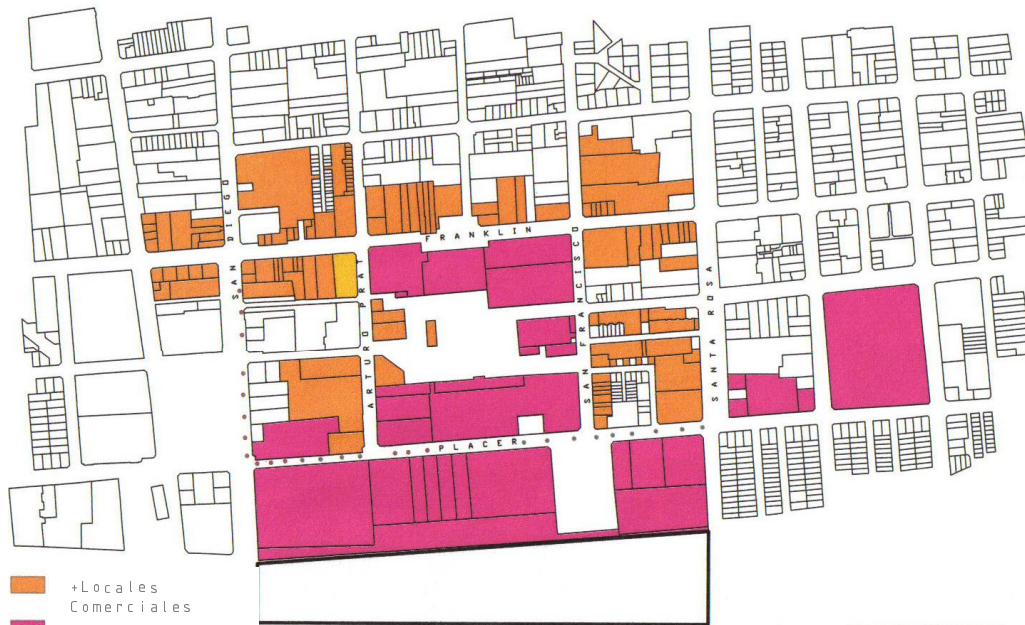 FRANKLIN
SAN DIEGO
ARTURO PRAT
SAN FRANCISCO
SANTA ROSA
PLACER
+Locales
Comerciales